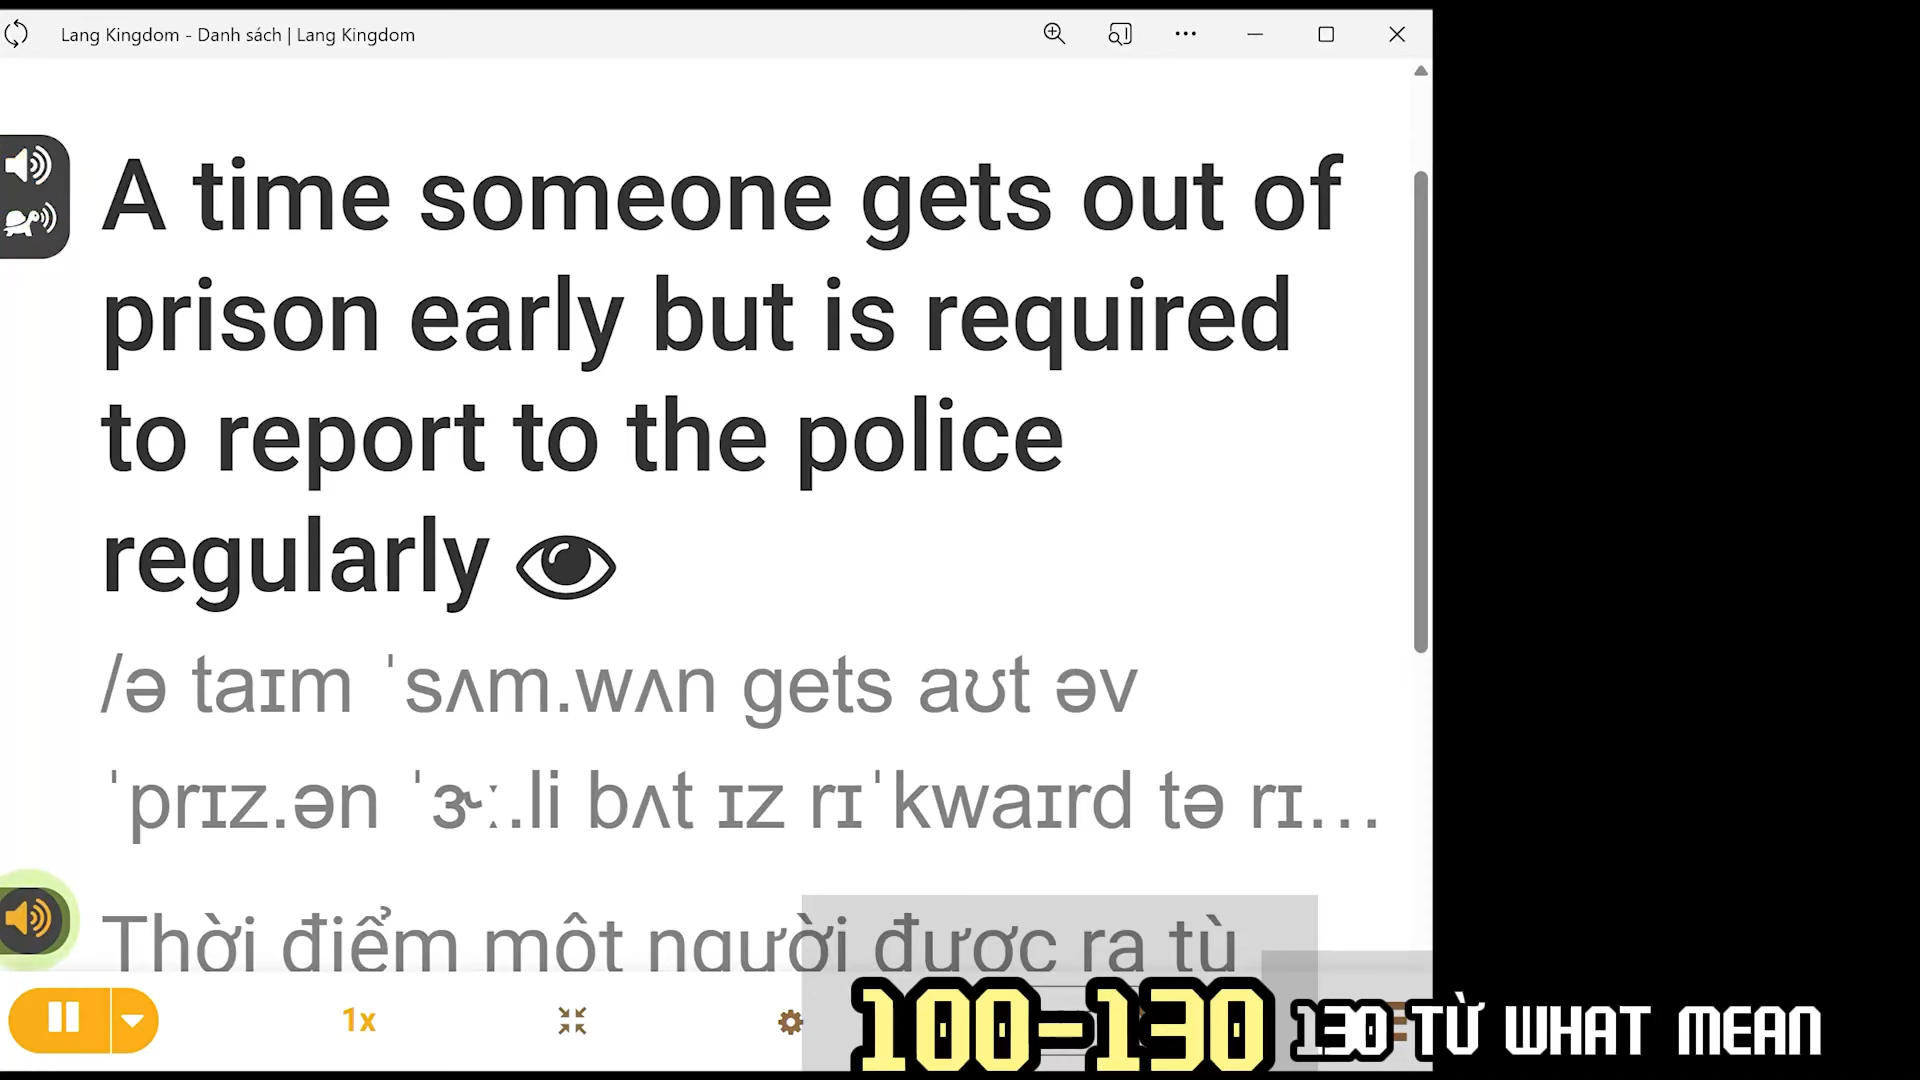 Lang Kingdom - Danh sách | Lang Kingdom
A time someone gets out of
prison early but is required
to report to the police
regularly
/ə taɪm ˈsʌm.wʌn gets aʊt əv
ˈprɪz.ən ˈɝː.li bʌt ɪz rɪˈkwaɪrd tə rɪ...
Thời điểm một người được ra tù
1x
100-130
130 TỪ WHAT MEAN